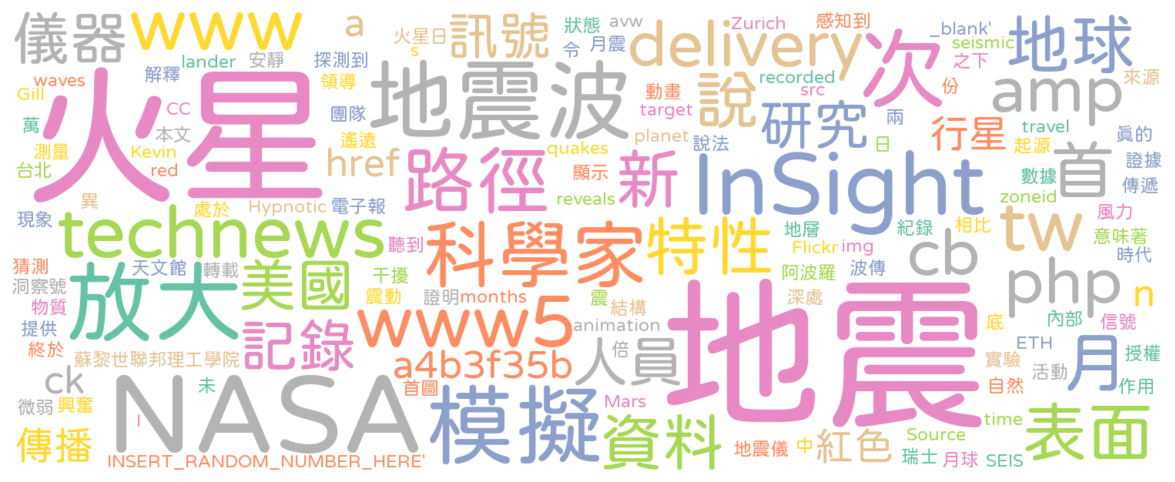 儀器 www a 訊號 狀態 avw Zurich 感知到 _blank'
火星日 s 令 月震 delivery 次 seismic 地球
waves 解釋 lander 安靜 探測到 之下
Gill CC 領導 地震波 動畫 說 recorded src 份 amp 來源
火星 團隊 target 研究 兩 行星 travel 真的
萬 本文 遙遠 planet 說法 日 起源 證據
測量 Kevin href 路徑 quakes 新 InSight 首 數據 傳遞
台北 red 顯示 zoneid
異 處於 Hypnotic 電子報 reveals 地層 紀錄 相比 tw 風力
現象 technews 聽到 科學家 特性 Flickr img cb 意味著 時代
猜測 天文館 轉載 美國 干擾 阿波羅 波傳 php n
洞察號 放大 震動 證明 months 震 結構 深處
物質 www5 animation 地震 底 內部 信號
提供 記錄 人員 倍 ETH 月 授權
終於 蘇黎世聯邦理工學院 a4b3f35b 實驗
ck 未 首圖 自然 活動 作用
微弱 興奮 NASA 模擬 Mars
傳播 I 資料 地震儀 中 紅色 Source time 表面
INSERT_RANDOM_NUMBER_HERE' 瑞士 月球 SEIS